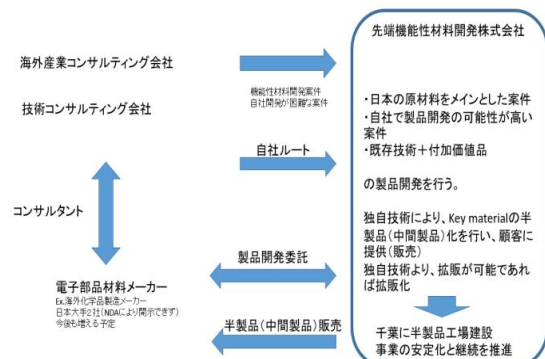 先端機能性材料開発株式会社
海外産業コンサルティング会社
技術コンサルティング会社
機能性材料開発案件
自社開発が困難な案件
・日本の原材料をメインとした案件
・自社で製品開発の可能性が高い
案件
・既存技術+付加価値品
の製品開発を行う。
自社ルート
コンサルタント
独自技術により、Key materialの半
製品(中間製品)化を行い、顧客に
提供(販売)
独自技術より、拡販が可能であれ
ば拡販化
製品開発委託
電子部品材料メーカー
Ex.海外化学品製造メーカー
日本大手2社(NDAにより開示できず)
今後も増える予定
半製品(中間製品)販売
千葉に半製品工場建設
事業の安定化と継続を推進